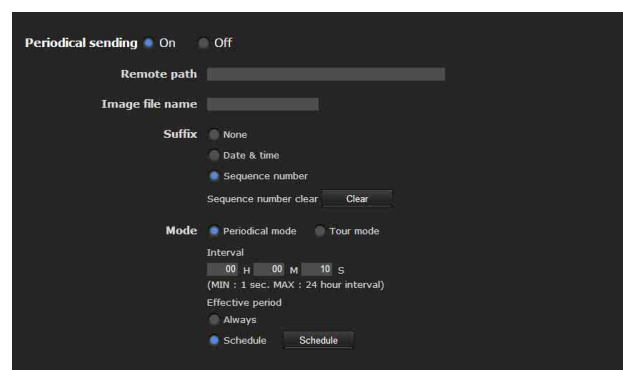 Periodical sending On Off
Remote path
Image file name
Suffix None
Date & time
Sequence number
Sequence number clear Clear
Mode Periodical mode Tour mode
Interval
00 H 00 M 10 S
(MIN : 1 sec. MAX : 24 hour interval)
Effective period
Always
Schedule Schedule